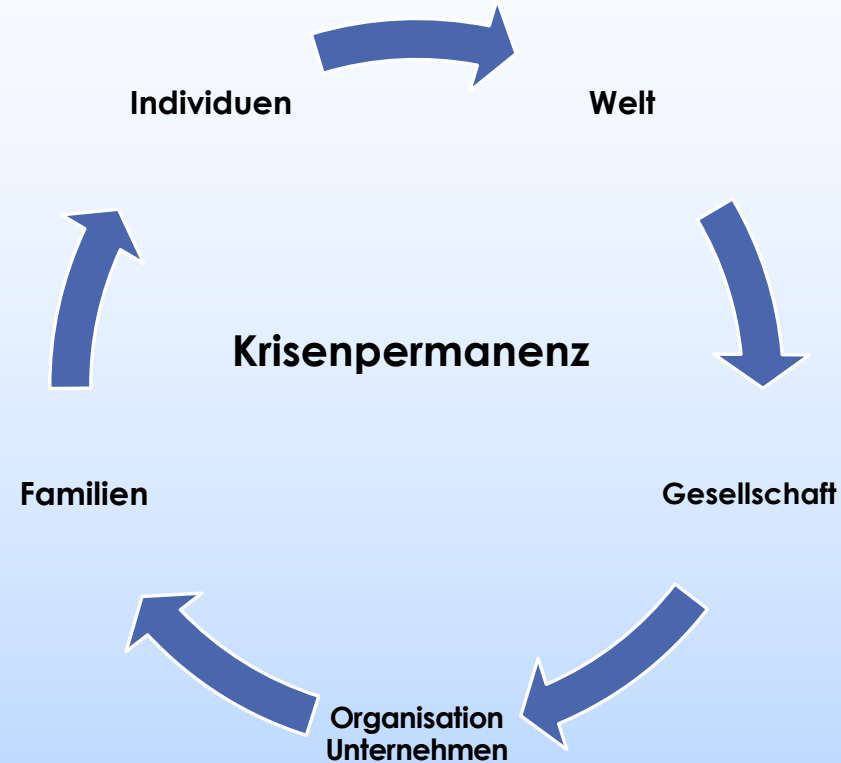 Individuen
Welt
Krisenpermanenz
Familien
Gesellschaft
Organisation
Unternehmen